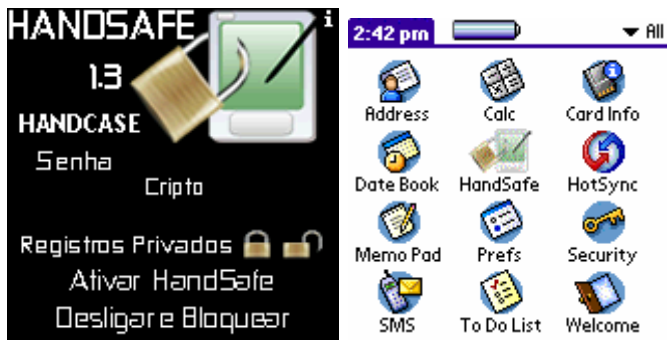 HANDSAFE
i
1.3
HANDCASE
Senha
Cripto
Registros Privados
Ativar HandSafe
Desligar e Bloquear
2:42 pm
All
Address Calc Card Info
Date Book HandSafe HotSync
Memo Pad Prefs Security
SMS To Do List Welcome